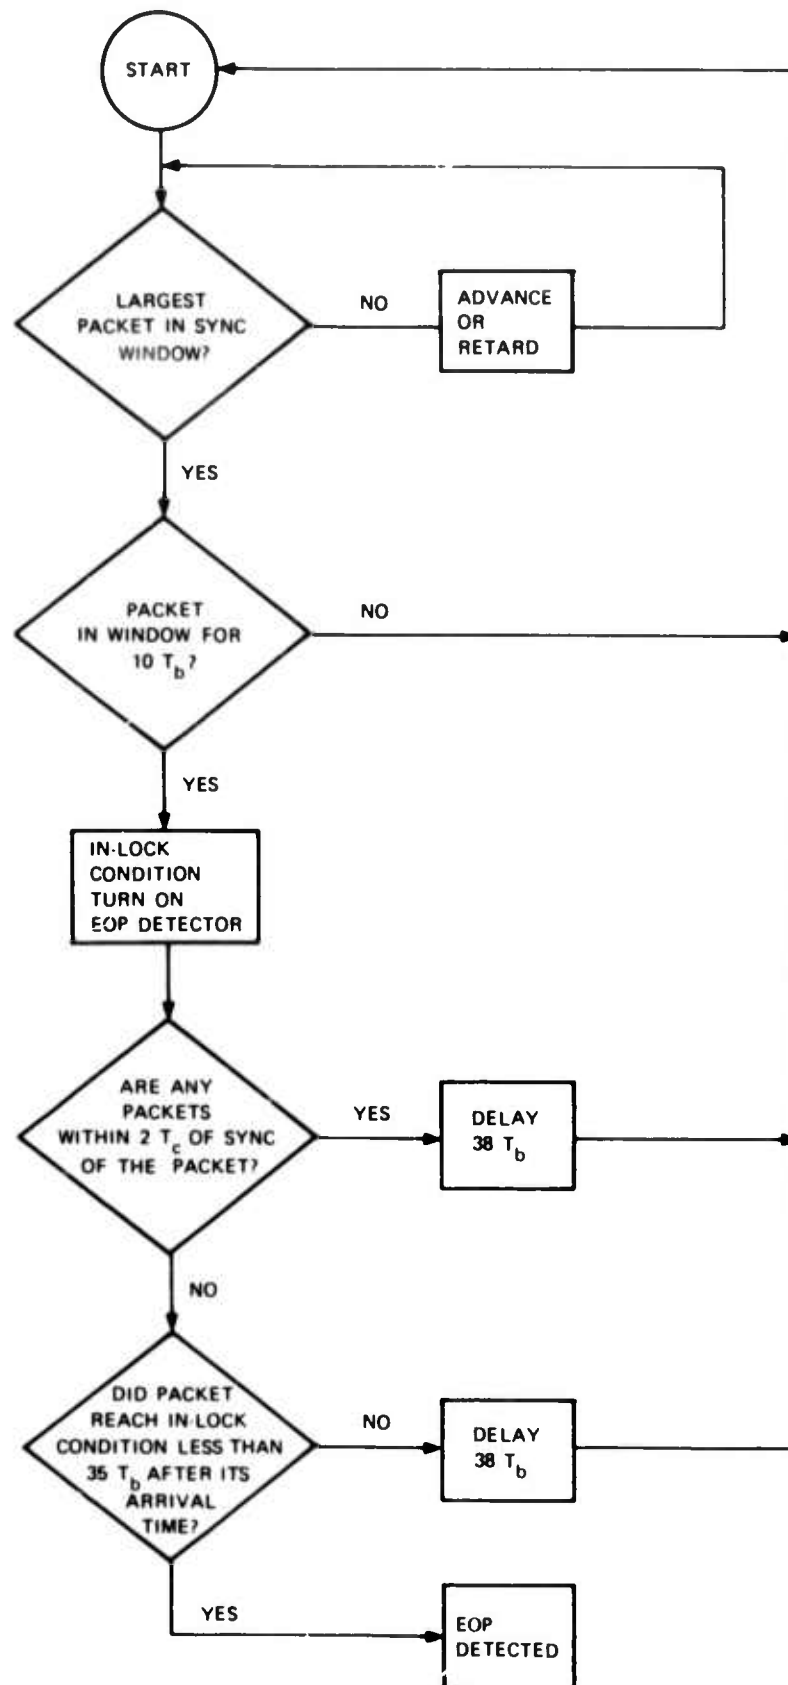 START
LARGEST
PACKET IN SYNC
WINDOW?
NO
ADVANCE
OR
RETARD
YES
PACKET
IN WINDOW FOR
10 T_b?
NO
YES
IN-LOCK
CONDITION
TURN ON
EOP DETECTOR
ARE ANY
PACKETS
WITHIN 2 T_c OF SYNC
OF THE PACKET?
YES
DELAY
38 T_b
NO
DID PACKET
REACH IN-LOCK
CONDITION LESS THAN
35 T_b AFTER ITS
ARRIVAL
TIME?
NO
DELAY
38 T_b
YES
EOP
DETECTED